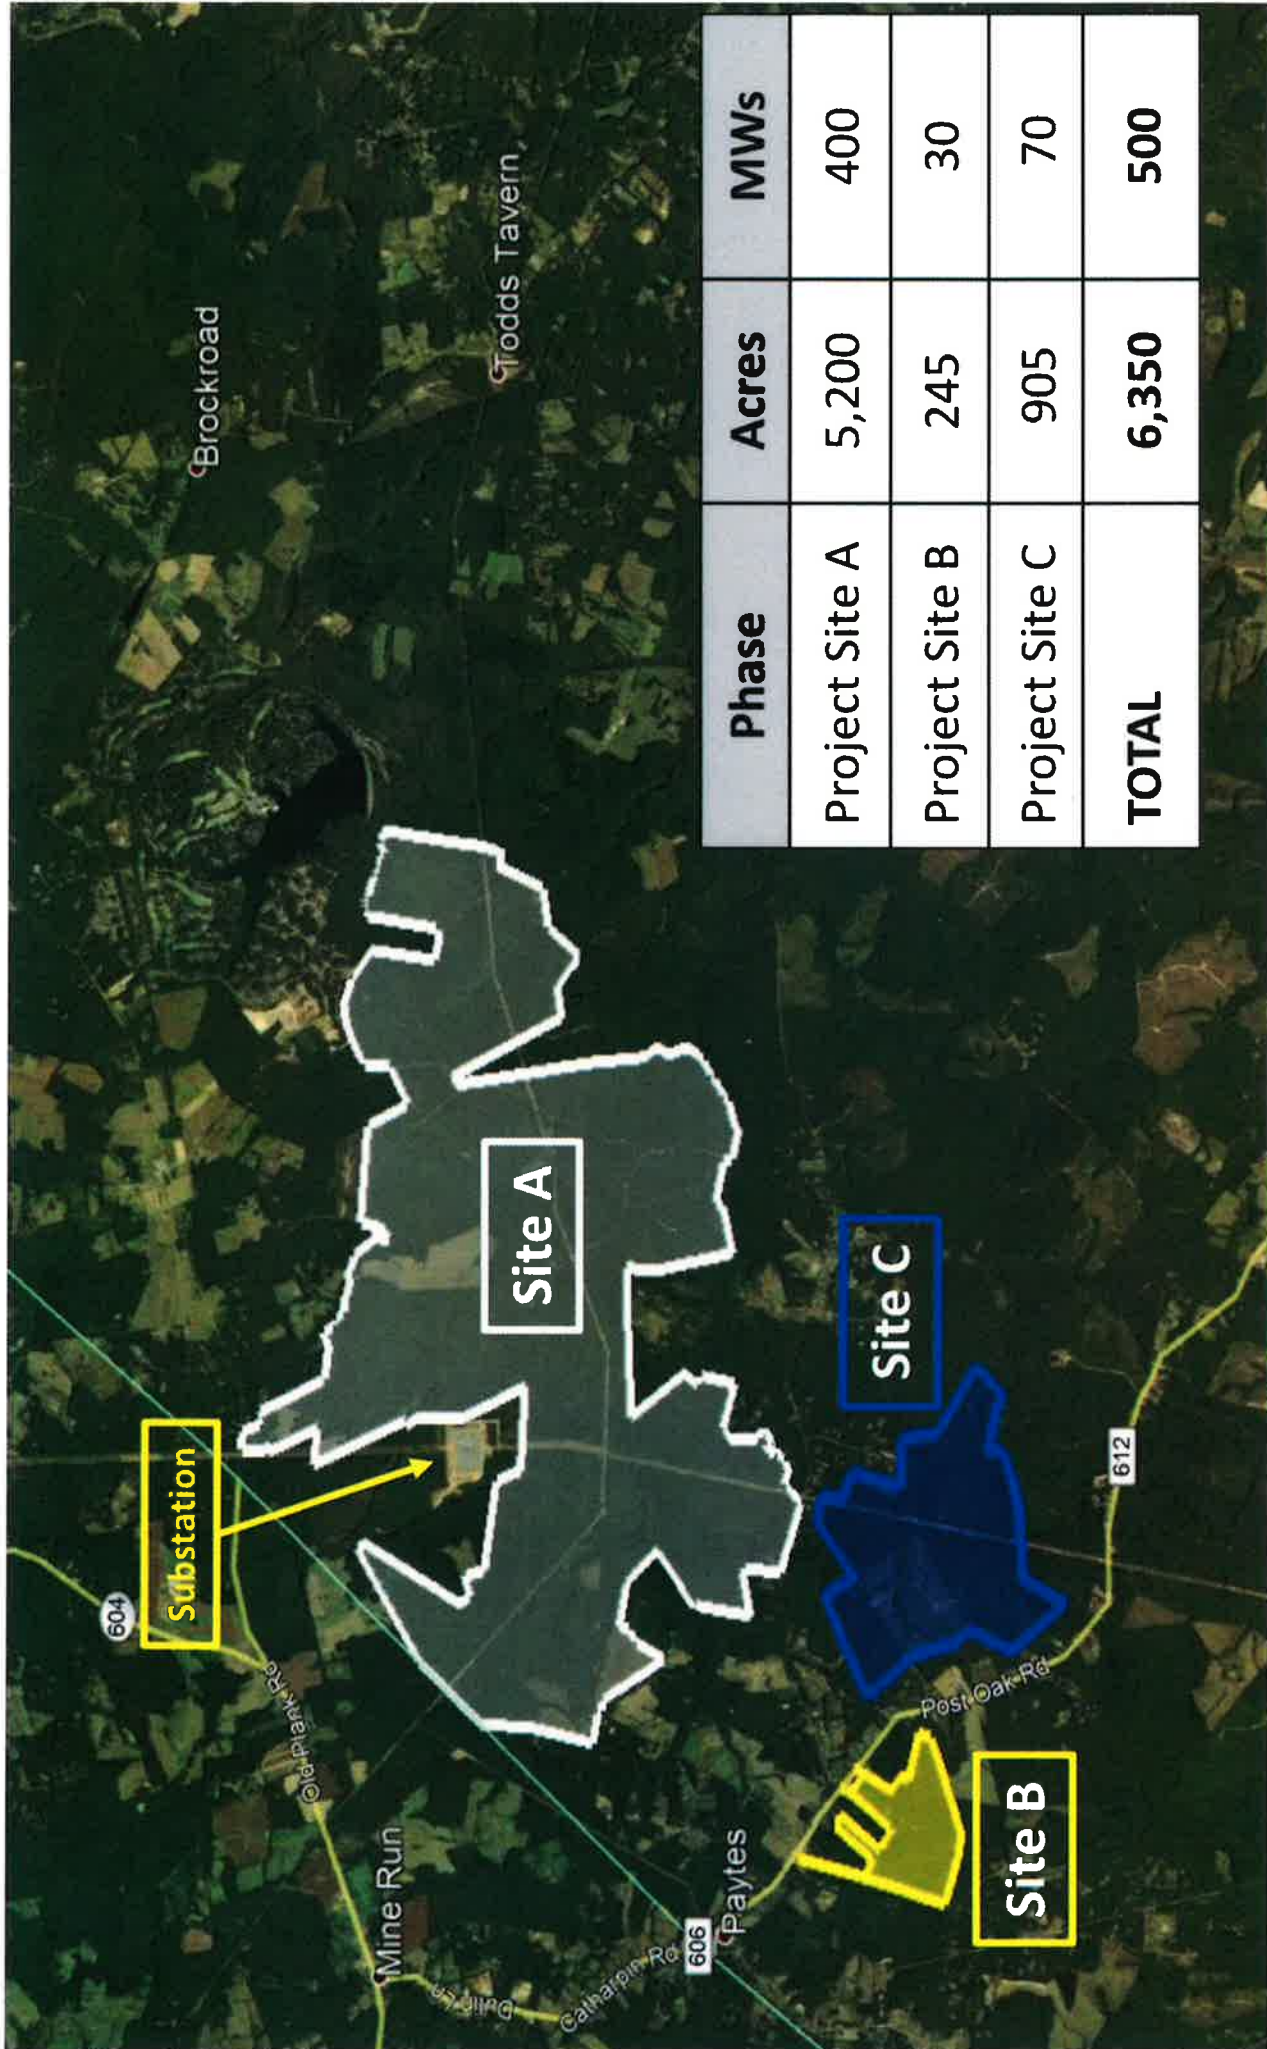 Brockroad
Todds Tavern,
Substation
604
Old Plank Rd
Mine Run
Site A
Dulin Ln
Catharpin Rd
606
Paytes
Site C
Post Oak Rd
612
Site B
Phase Acres MWs
Project Site A 5,200 400
Project Site B 245 30
Project Site C 905 70
TOTAL 6,350 500